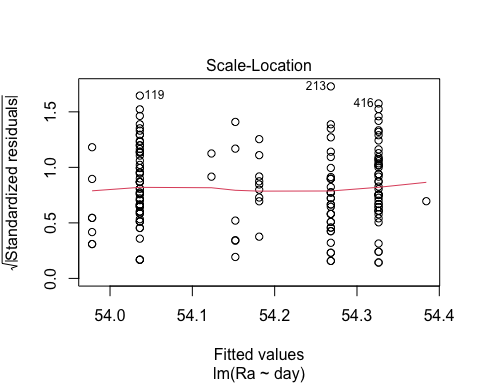 Scale-Location
√|Standardized residuals|
0.0 0.5 1.0 1.5
119
213
416
54.0 54.1 54.2 54.3 54.4
Fitted values
lm(Ra ~ day)